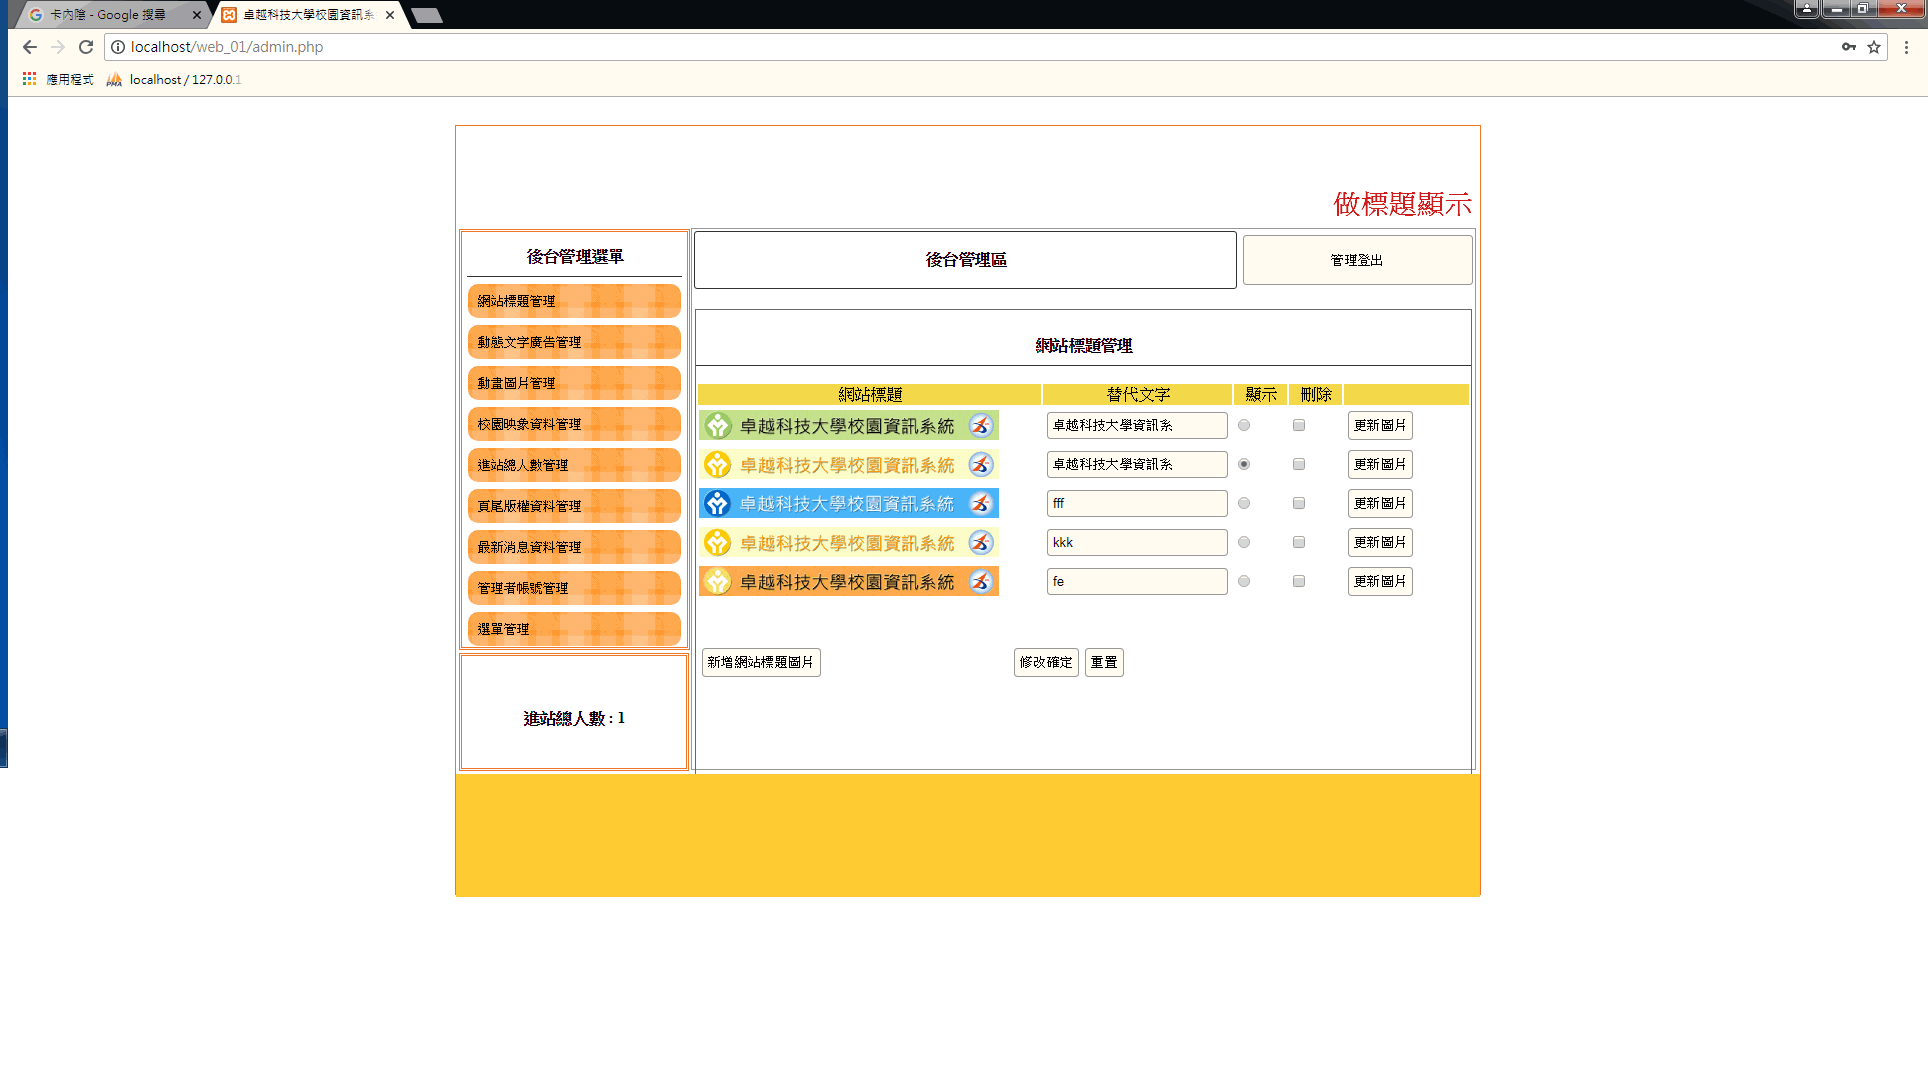 卡內陰 - Google 搜尋
卓越科技大學校園資訊系
localhost/web_01/admin.php
應用程式
localhost / 127.0.0.1
做標題顯示
後台管理選單
網站標題管理
動態文字廣告管理
動畫圖片管理
校園映象資料管理
進站總人數管理
頁尾版權資料管理
最新消息資料管理
管理者帳號管理
選單管理
進站總人數 : 1
後台管理區
管理登出
網站標題管理
網站標題 替代文字 顯示 刪除
卓越科技大學校園資訊系統 卓越科技大學資訊系 更新圖片
卓越科技大學校園資訊系統 卓越科技大學資訊系 更新圖片
卓越科技大學校園資訊系統 fff 更新圖片
卓越科技大學校園資訊系統 kkk 更新圖片
卓越科技大學校園資訊系統 fe 更新圖片
新增網站標題圖片 修改確定 重置